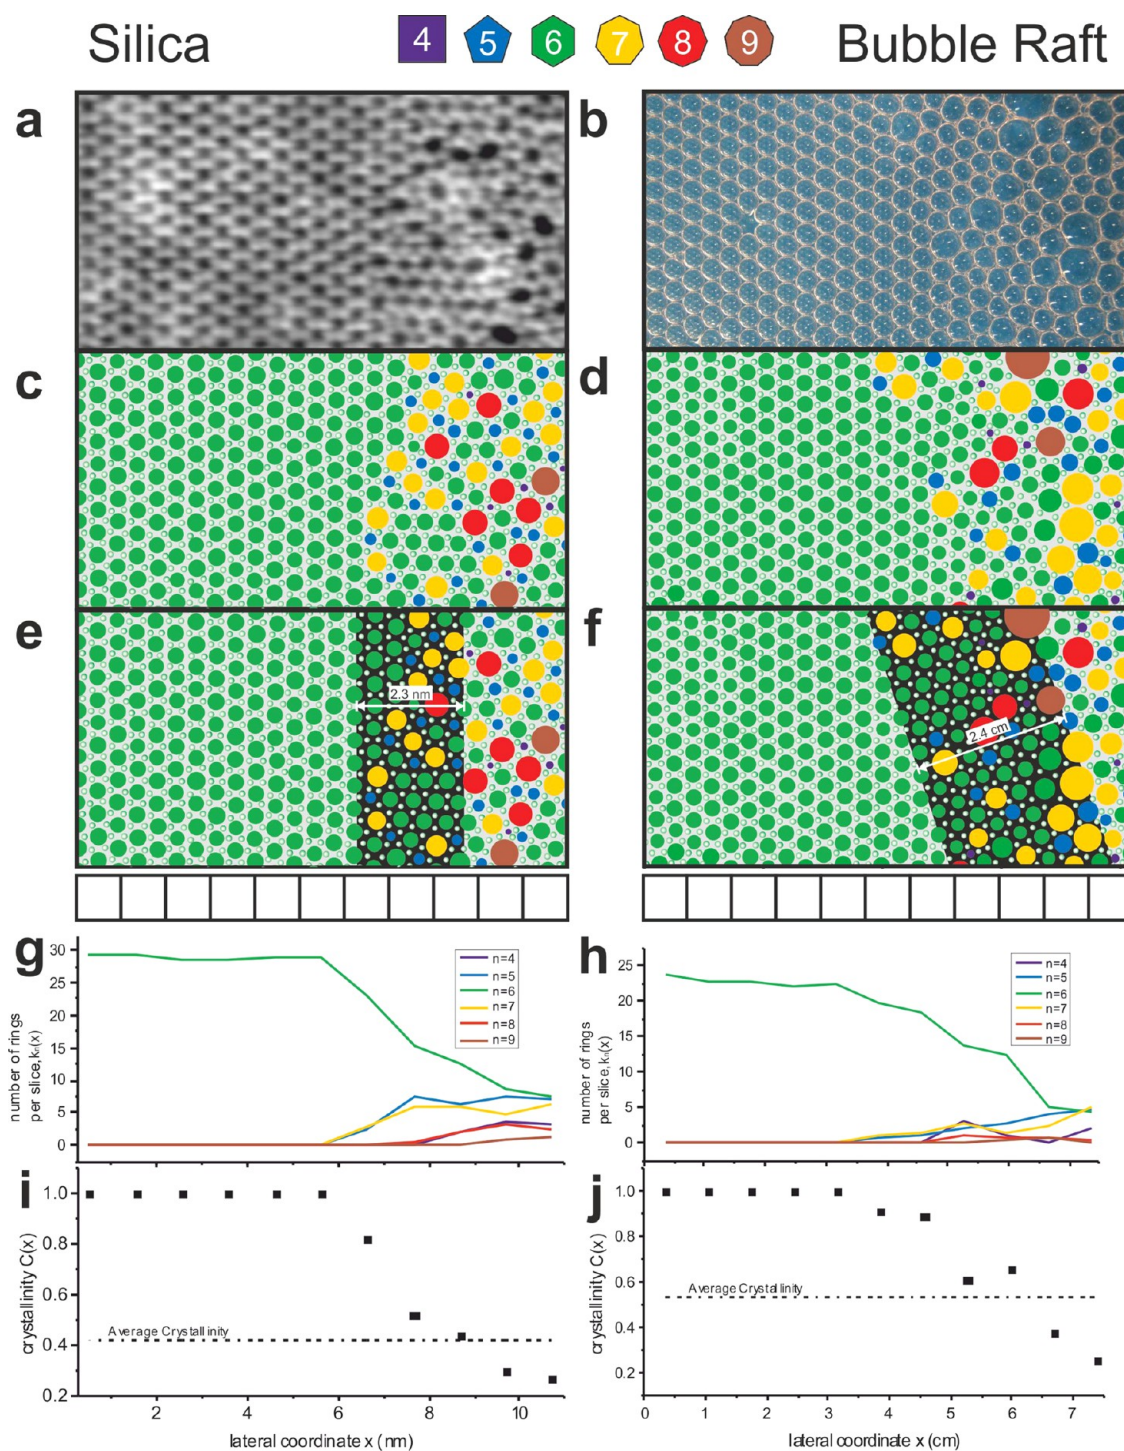 Silica 4 5 6 7 8 9 Bubble Raft
a b
c d
e f
2.3 nm
2.4 cm
g
30
25
20
15
10
5
0
number of rings
per slice, kₙ(x)
n=4
n=5
n=6
n=7
n=8
n=9
h
25
20
15
10
5
0
number of rings
per slice, kₙ(x)
n=4
n=5
n=6
n=7
n=8
n=9
i
1.0
0.8
0.6
0.4
0.2
crystallinity C(x)
Average Crystallinity
2 4 6 8 10
lateral coordinate x (nm)
j
1.0
0.8
0.6
0.4
0.2
crystallinity C(x)
Average Crystallinity
0 1 2 3 4 5 6 7
lateral coordinate x (cm)